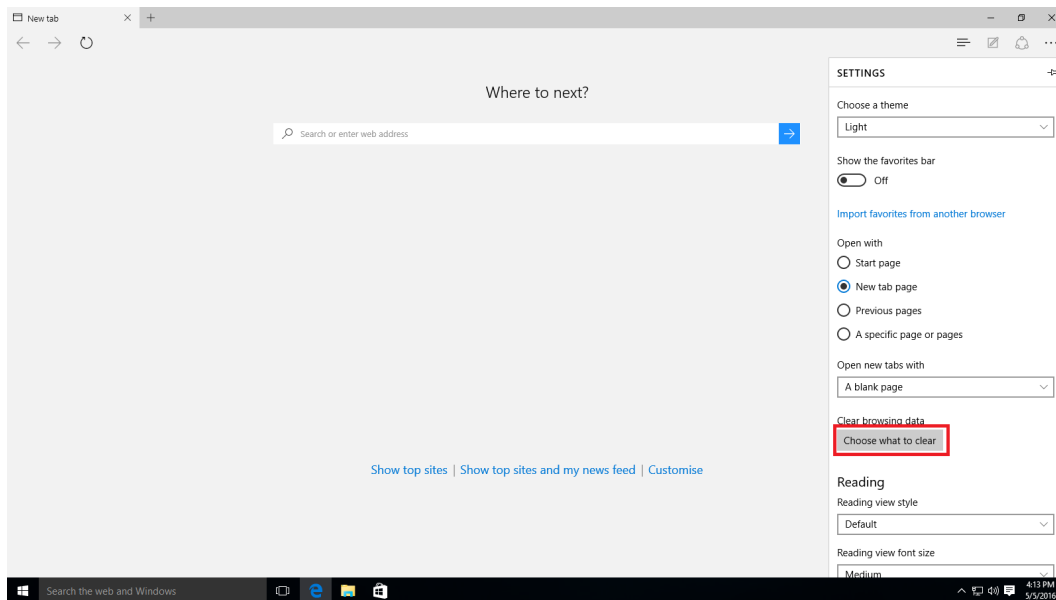 New tab
SETTINGS
Where to next?
Choose a theme
Search or enter web address
Light
Show the favorites bar
Off
Import favorites from another browser
Open with
Start page
New tab page
Previous pages
A specific page or pages
Open new tabs with
A blank page
Clear browsing data
Choose what to clear
Show top sites | Show top sites and my news feed | Customise
Reading
Reading view style
Default
Reading view font size
Medium
Search the web and Windows
4:13 PM
5/5/2016